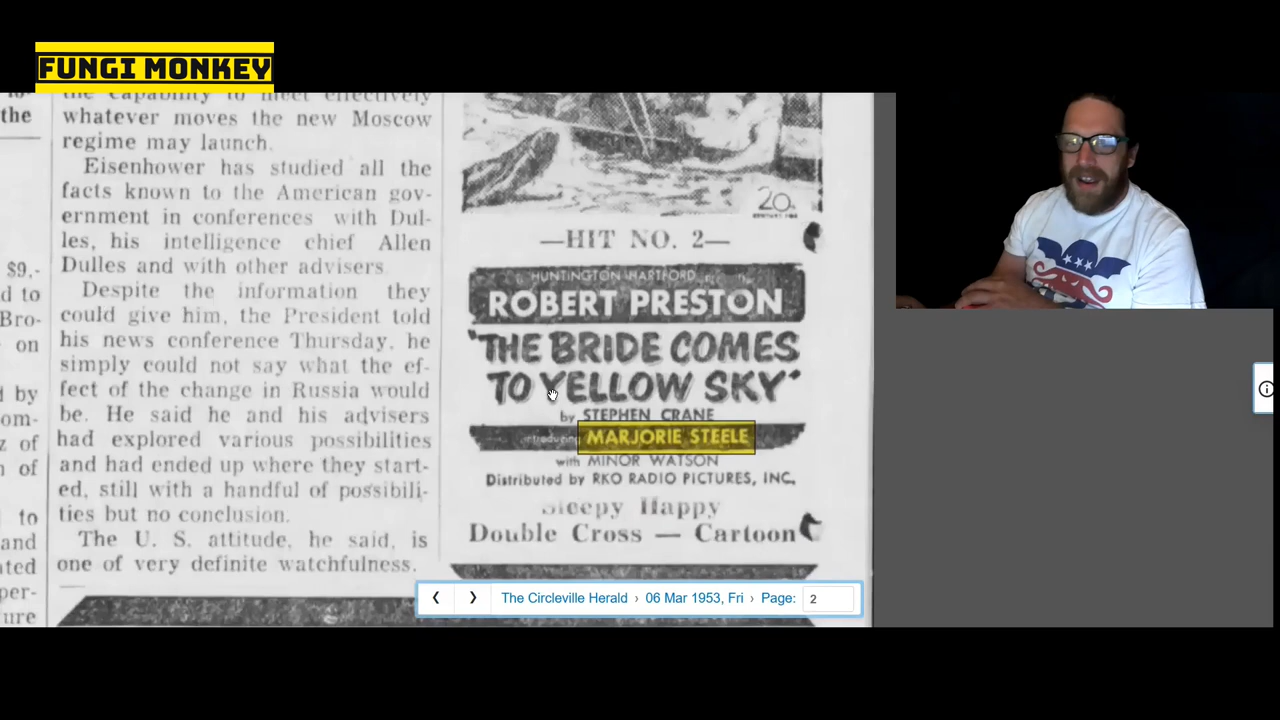 FUNGI MONKEY
the
$9,-
d to
Bro-
on
d by
om-
z of
n of
to
and
ated
per-
ure
the capability to meet effectively
whatever moves the new Moscow
regime may launch.
Eisenhower has studied all the
facts known to the American gov-
ernment in conferences with Dul-
les, his intelligence chief Allen
Dulles and with other advisers
Despite the information they
could give him, the President told
his news conference Thursday, he
simply could not say what the ef-
fect of the change in Russia would
be. He said he and his advisers
had explored various possibilities
and had ended up where they start-
ed, still with a handful of possibili-
ties but no conclusion.
The U. S. attitude, he said, is
one of very definite watchfulness.
20th
CENTURY FOX
—HIT NO. 2—
HUNTINGTON HARTFORD
ROBERT PRESTON
"THE BRIDE COMES
TO YELLOW SKY"
by STEPHEN CRANE
introducing MARJORIE STEELE
with MINOR WATSON
Distributed by RKO RADIO PICTURES, INC.
Sleepy Happy
Double Cross — Cartoon
The Circleville Herald › 06 Mar 1953, Fri › Page: 2